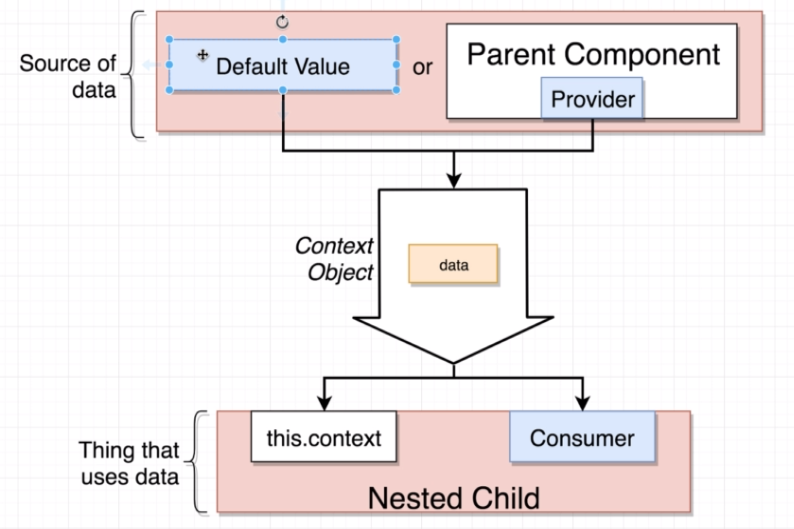 Source of
data
Default Value
or
Parent Component
Provider
Context
Object
data
Thing that
uses data
this.context
Consumer
Nested Child